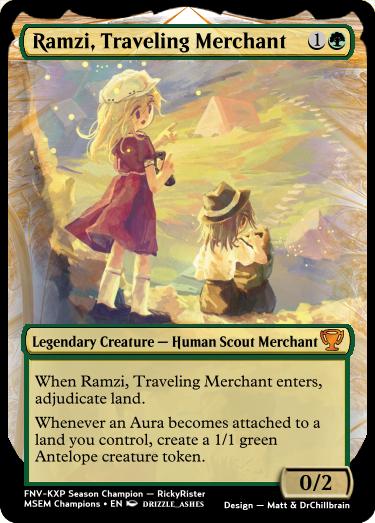 Ramzi, Traveling Merchant 1
Legendary Creature — Human Scout Merchant
When Ramzi, Traveling Merchant enters,
adjudicate land.
Whenever an Aura becomes attached to a
land you control, create a 1/1 green
Antelope creature token.
0/2
FNV-KXP Season Champion — RickyRister
MSEM Champions • EN DRIZZLE_ASHES Design — Matt & DrChillbrain